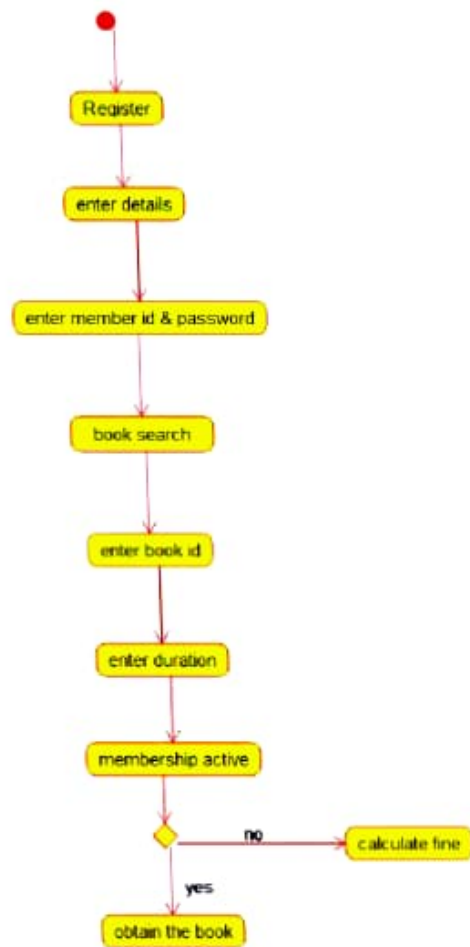 Register
enter details
enter member id & password
book search
enter book id
enter duration
membership active
no
calculate fine
yes
obtain the book